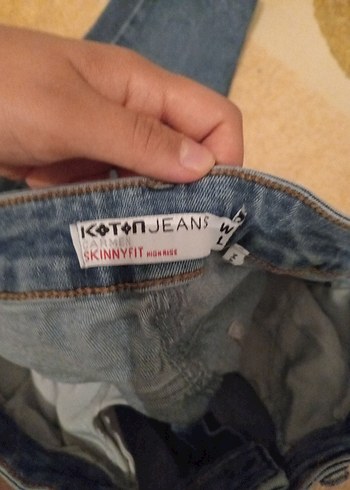 KOTON JEANS
CARMEN
SKINNYFIT HIGH RISE
W
L